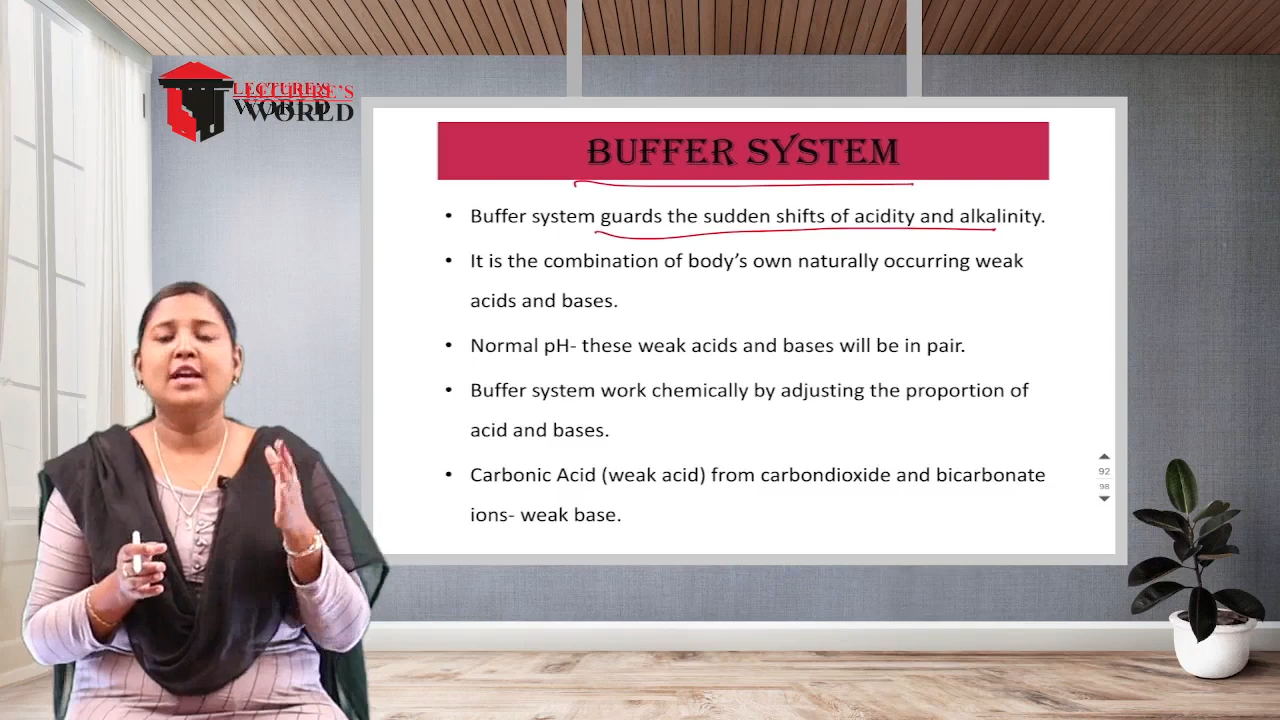 LECTURE'S
WORLD
LECTURE'S
WORLD
BUFFER SYSTEM
• Buffer system guards the sudden shifts of acidity and alkalinity.
• It is the combination of body's own naturally occurring weak
acids and bases.
• Normal pH- these weak acids and bases will be in pair.
• Buffer system work chemically by adjusting the proportion of
acid and bases.
• Carbonic Acid (weak acid) from carbondioxide and bicarbonate
ions- weak base.
92
98